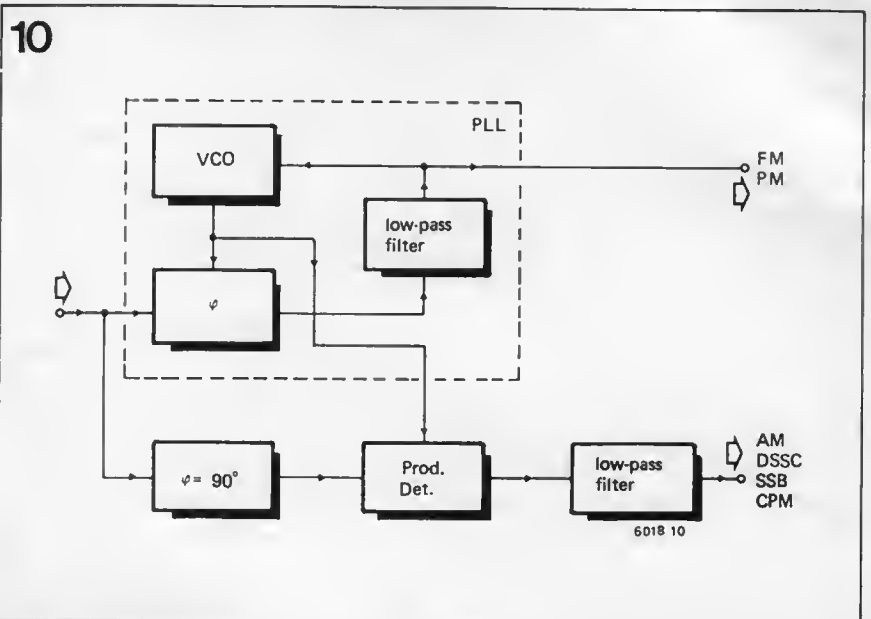 10
PLL
VCO
FM
PM
low-pass
filter
φ
φ = 90°
Prod.
Det.
low-pass
filter
AM
DSSC
SSB
CPM
6018 10